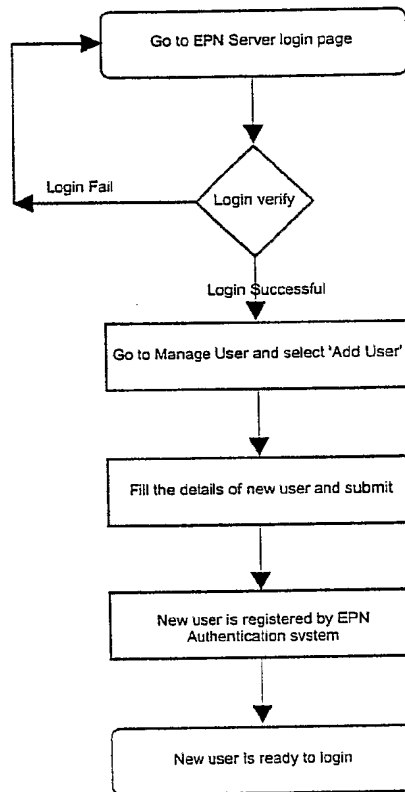 Go to EPN Server login page
Login Fail
Login verify
Login Successful
Go to Manage User and select 'Add User'
Fill the details of new user and submit
New user is registered by EPN
Authentication system
New user is ready to login